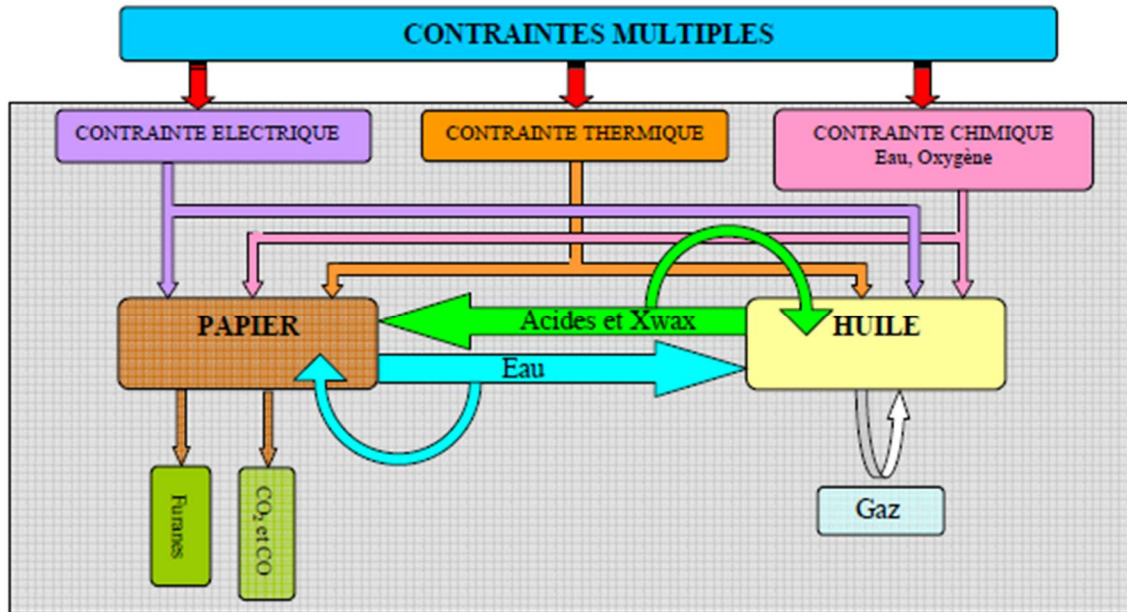 CONTRAINTES MULTIPLES
CONTRAINTE ELECTRIQUE
CONTRAINTE THERMIQUE
CONTRAINTE CHIMIQUE
Eau, Oxygène
PAPIER
Acides et Xwax
HUILE
Eau
Furanes
CO₂ et CO
Gaz